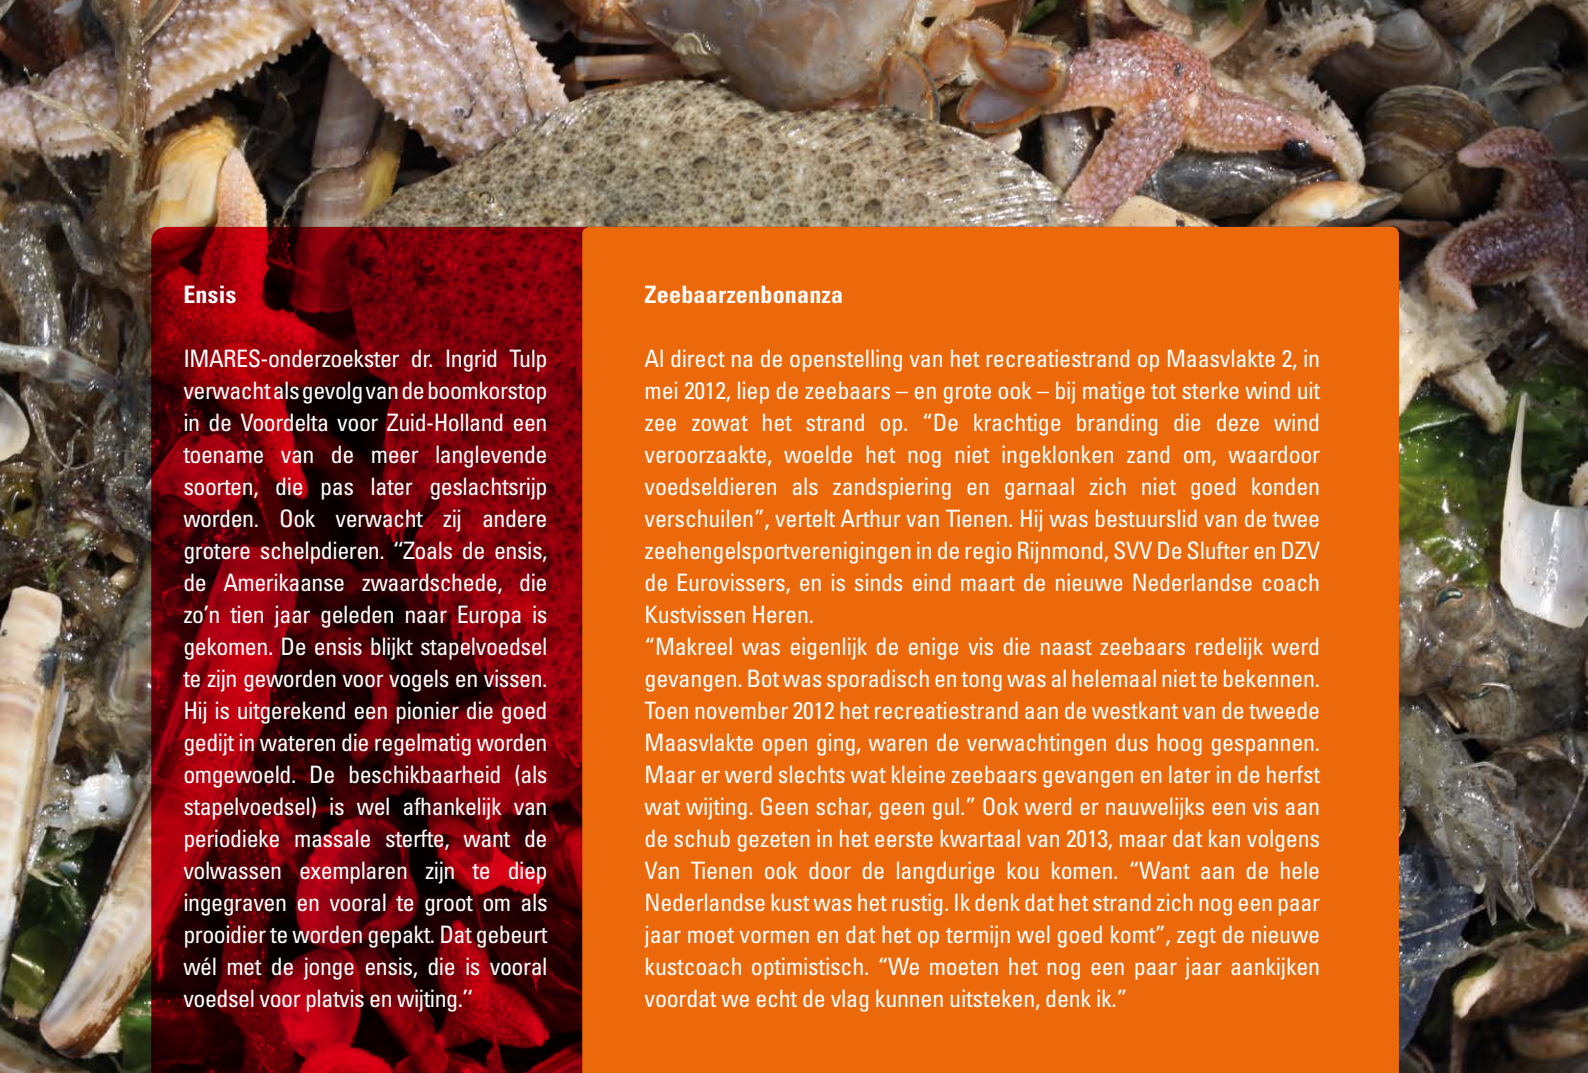 Ensis
IMARES-onderzoekster dr. Ingrid Tulp
verwacht als gevolg van de boomkorstop
in de Voordelta voor Zuid-Holland een
toename van de meer langlevende
soorten, die pas later geslachtsrijp
worden. Ook verwacht zij andere
grotere schelpdieren. “Zoals de ensis,
de Amerikaanse zwaardschede, die
zo’n tien jaar geleden naar Europa is
gekomen. De ensis blijkt stapelvoedsel
te zijn geworden voor vogels en vissen.
Hij is uitgerekend een pionier die goed
gedijt in wateren die regelmatig worden
omgewoeld. De beschikbaarheid (als
stapelvoedsel) is wel afhankelijk van
periodieke massale sterfte, want de
volwassen exemplaren zijn te diep
ingegraven en vooral te groot om als
prooidier te worden gepakt. Dat gebeurt
wél met de jonge ensis, die is vooral
voedsel voor platvis en wijting.“
Zeebaarzenbonanza
Al direct na de openstelling van het recreatiestrand op Maasvlakte 2, in
mei 2012, liep de zeebaars – en grote ook – bij matige tot sterke wind uit
zee zowat het strand op. “De krachtige branding die deze wind
veroorzaakte, woelde het nog niet ingeklonken zand om, waardoor
voedseldieren als zandspiering en garnaal zich niet goed konden
verschuilen”, vertelt Arthur van Tienen. Hij was bestuurslid van de twee
zeehengelsportverenigingen in de regio Rijnmond, SVV De Slufter en DZV
de Eurovissers, en is sinds eind maart de nieuwe Nederlandse coach
Kustvissen Heren.
“Makreel was eigenlijk de enige vis die naast zeebaars redelijk werd
gevangen. Bot was sporadisch en tong was al helemaal niet te bekennen.
Toen november 2012 het recreatiestrand aan de westkant van de tweede
Maasvlakte open ging, waren de verwachtingen dus hoog gespannen.
Maar er werd slechts wat kleine zeebaars gevangen en later in de herfst
wat wijting. Geen schar, geen gul.” Ook werd er nauwelijks een vis aan
de schub gezeten in het eerste kwartaal van 2013, maar dat kan volgens
Van Tienen ook door de langdurige kou komen. “Want aan de hele
Nederlandse kust was het rustig. Ik denk dat het strand zich nog een paar
jaar moet vormen en dat het op termijn wel goed komt”, zegt de nieuwe
kustcoach optimistisch. “We moeten het nog een paar jaar aankijken
voordat we echt de vlag kunnen uitsteken, denk ik.”